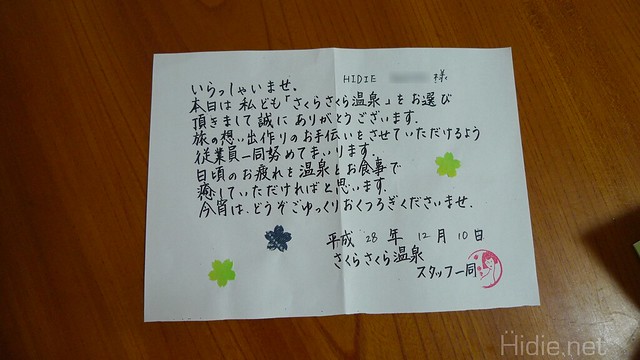 HIDIE 様
いらっしゃいませ。
本日は私ども「さくらさくら温泉」をお選び
頂きまして誠にありがとうございます。
旅の想い出作りのお手伝いをさせていただけるよう
従業員一同努めてまいります。
日頃のお疲れを温泉とお食事で
癒していただければと思います。
今宵は、どうぞごゆっくりおくつろぎくださいませ。
平成 28 年 12 月 10 日
さくらさくら温泉
スタッフ一同
Hidie.net